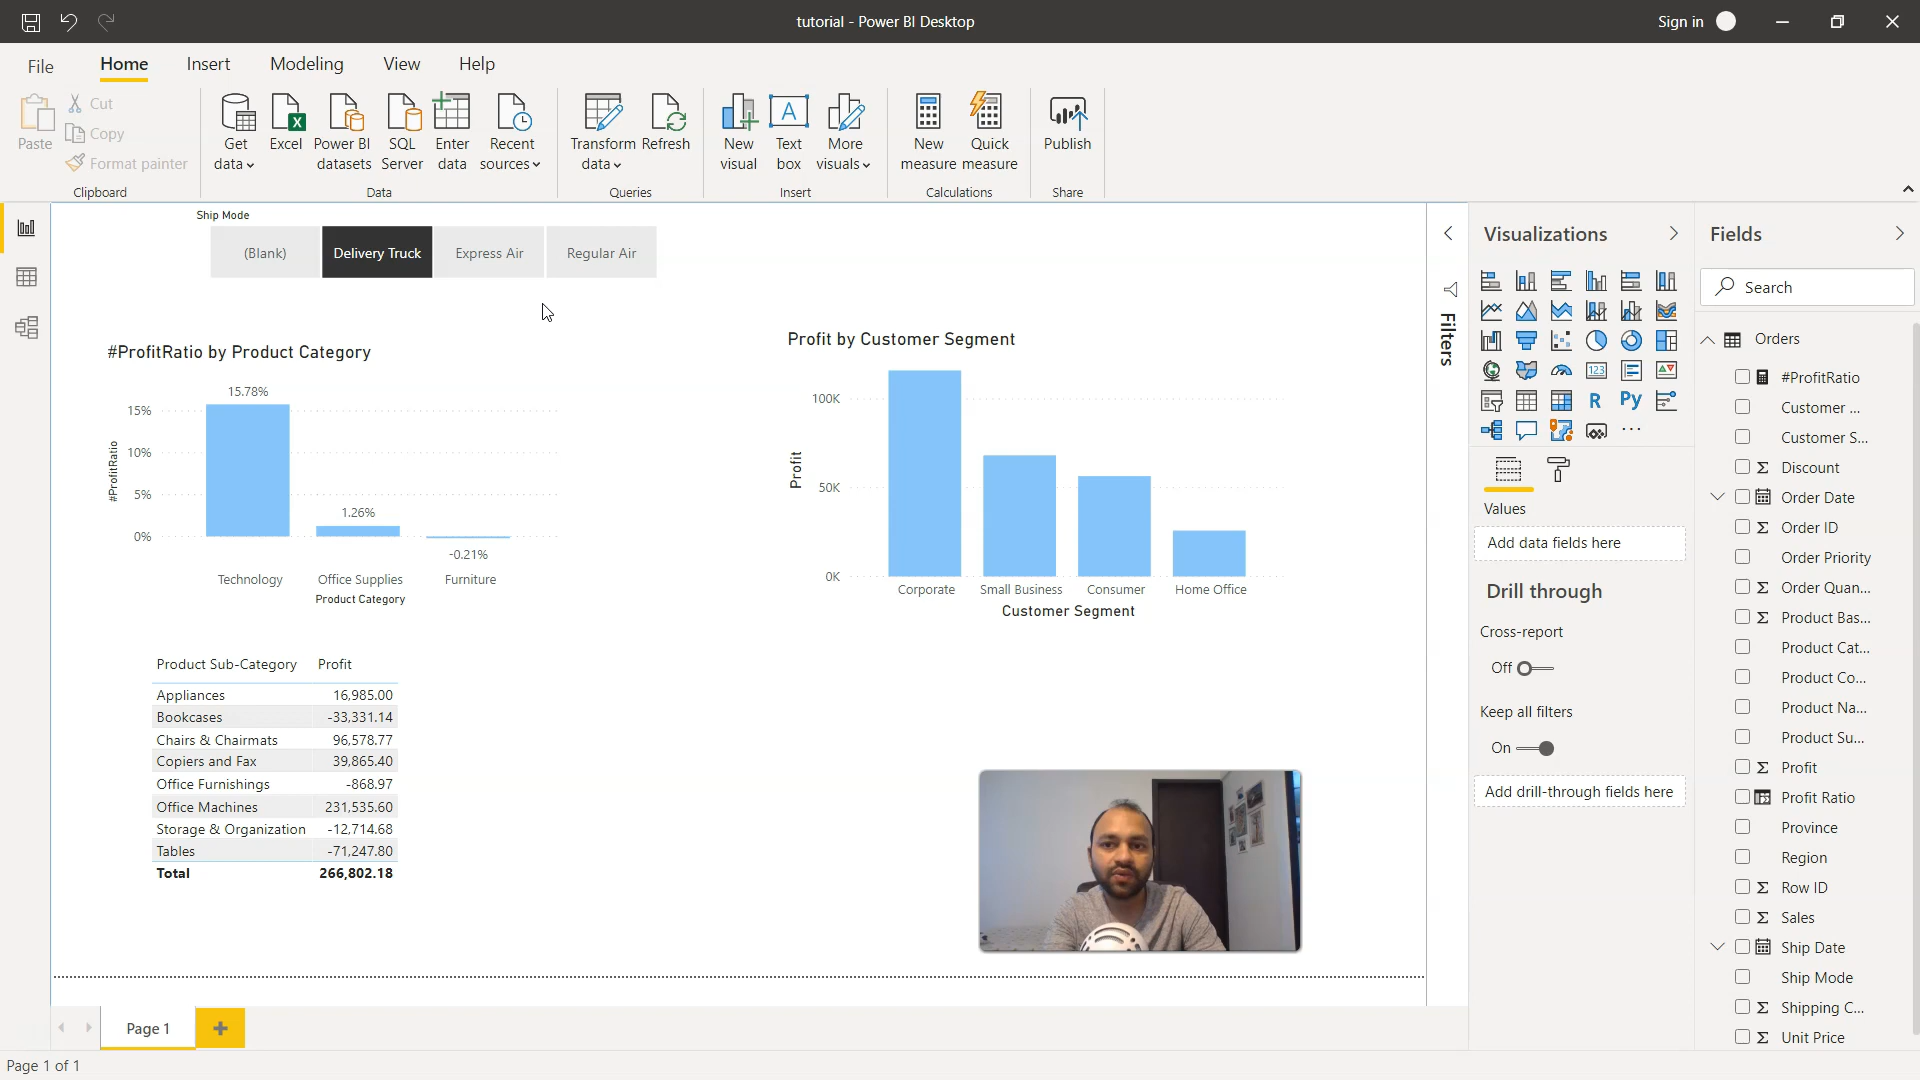 tutorial - Power BI Desktop
Sign in
File Home Insert Modeling View Help
Paste
Cut
Copy
Format painter
Clipboard
Get data
Excel
Power BI datasets
SQL Server
Enter data
Recent sources
Data
Transform data
Refresh
Queries
New visual
Text box
More visuals
Insert
New measure
Quick measure
Calculations
Publish
Share
Ship Mode
(Blank) Delivery Truck Express Air Regular Air
#ProfitRatio by Product Category
15.78%
1.26%
-0.21%
15%
10%
5%
0%
#ProfitRatio
Technology Office Supplies Furniture
Product Category
Profit by Customer Segment
100K
50K
0K
Profit
Corporate Small Business Consumer Home Office
Customer Segment
Product Sub-Category Profit
Appliances 16,985.00
Bookcases -33,331.14
Chairs & Chairmats 96,578.77
Copiers and Fax 39,865.40
Office Furnishings -868.97
Office Machines 231,535.60
Storage & Organization -12,714.68
Tables -71,247.80
Total 266,802.18
Filters
Visualizations
123
R Py
...
Values
Add data fields here
Drill through
Cross-report
Off
Keep all filters
On
Add drill-through fields here
Fields
Search
Orders
#ProfitRatio
Customer ...
Customer S...
Discount
Order Date
Order ID
Order Priority
Order Quan...
Product Bas...
Product Cat...
Product Co...
Product Na...
Product Su...
Profit
Profit Ratio
Province
Region
Row ID
Sales
Ship Date
Ship Mode
Shipping C...
Unit Price
Page 1
Page 1 of 1